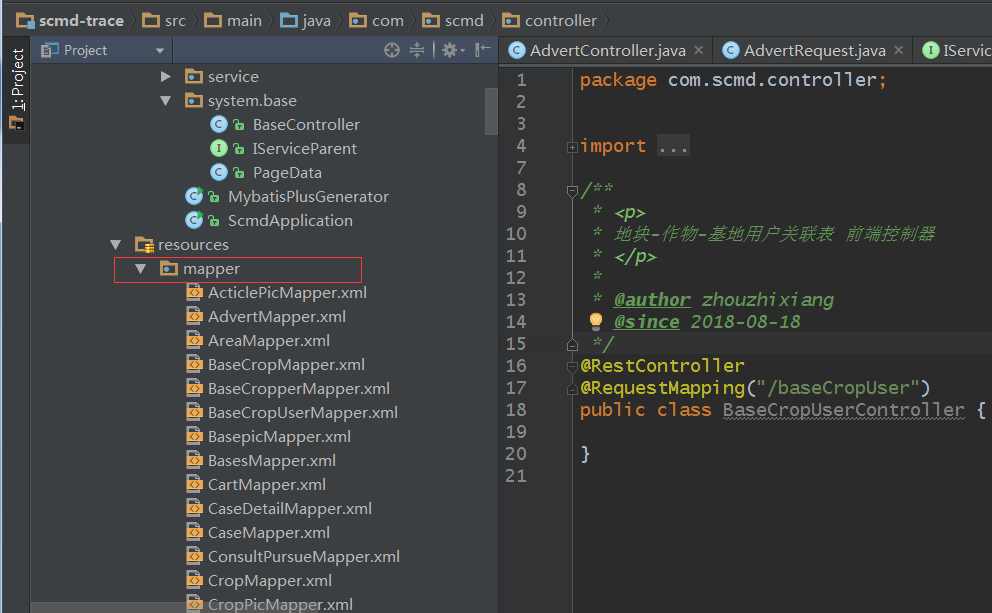 scmd-trace src main java com scmd controller
1: Project
Project
service
system.base
BaseController
IServiceParent
PageData
MybatisPlusGenerator
ScmdApplication
resources
mapper
ActiclePicMapper.xml
AdvertMapper.xml
AreaMapper.xml
BaseCropMapper.xml
BaseCropperMapper.xml
BaseCropUserMapper.xml
BasepicMapper.xml
BasesMapper.xml
CartMapper.xml
CaseDetailMapper.xml
CaseMapper.xml
ConsultPursueMapper.xml
CropMapper.xml
CropPicMapper.xml
AdvertController.java AdvertRequest.java IServic
1 package com.scmd.controller;
2
3
4 import ...
7
8 /**
9 * <p>
10 * 地块-作物-基地用户关联表 前端控制器
11 * </p>
12 *
13 * @author zhouzhixiang
14 * @since 2018-08-18
15 */
16 @RestController
17 @RequestMapping("/baseCropUser")
18 public class BaseCropUserController {
19
20 }
21